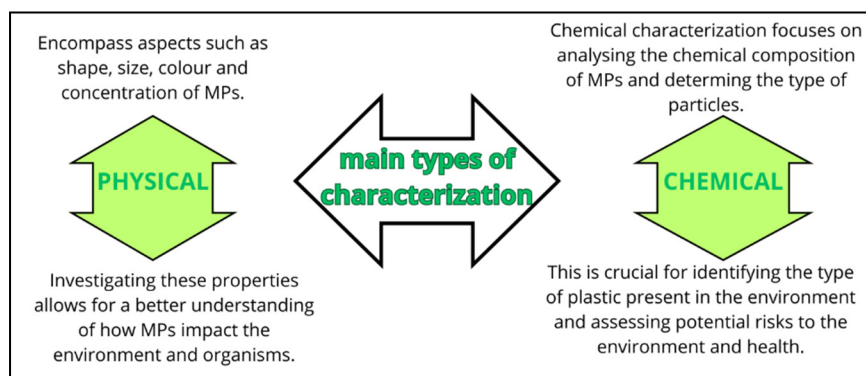 Encompass aspects such as
shape, size, colour and
concentration of MPs.
PHYSICAL
Investigating these properties
allows for a better understanding
of how MPs impact the
environment and organisms.
main types of
characterization
Chemical characterization focuses on
analysing the chemical composition
of MPs and determing the type of
particles.
CHEMICAL
This is crucial for identifying the type
of plastic present in the environment
and assessing potential risks to the
environment and health.